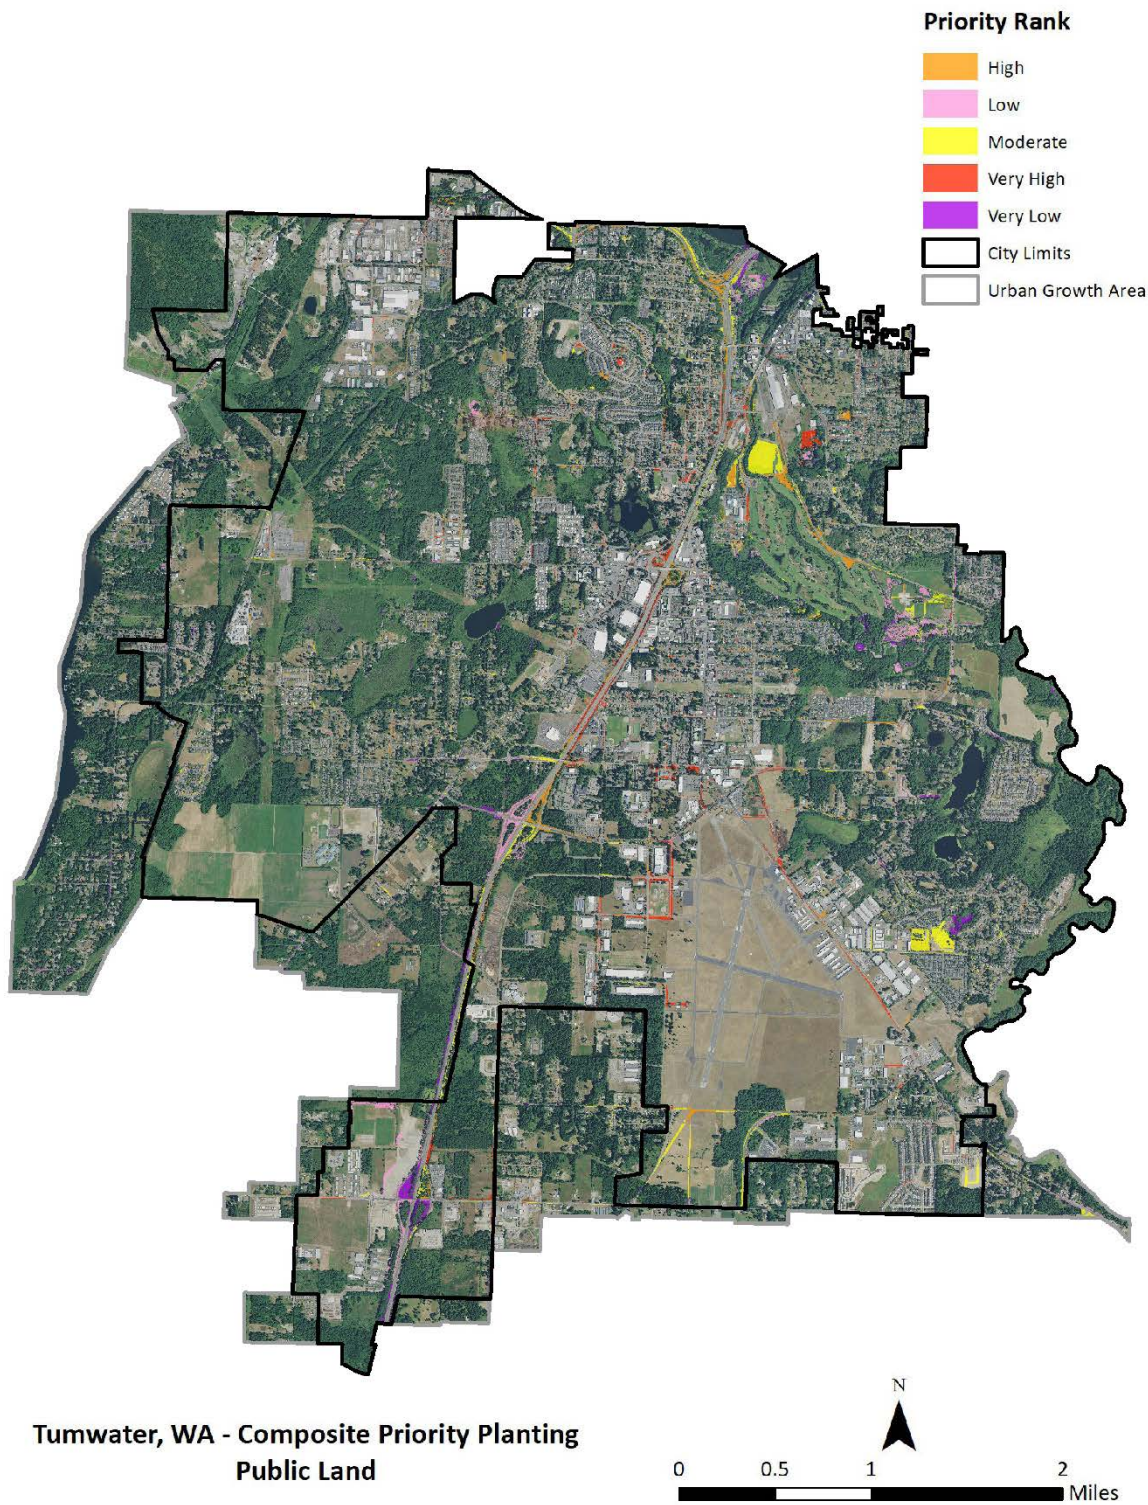 Priority Rank
High
Low
Moderate
Very High
Very Low
City Limits
Urban Growth Area
Tumwater, WA - Composite Priority Planting
Public Land
N
0 0.5 1 2
Miles